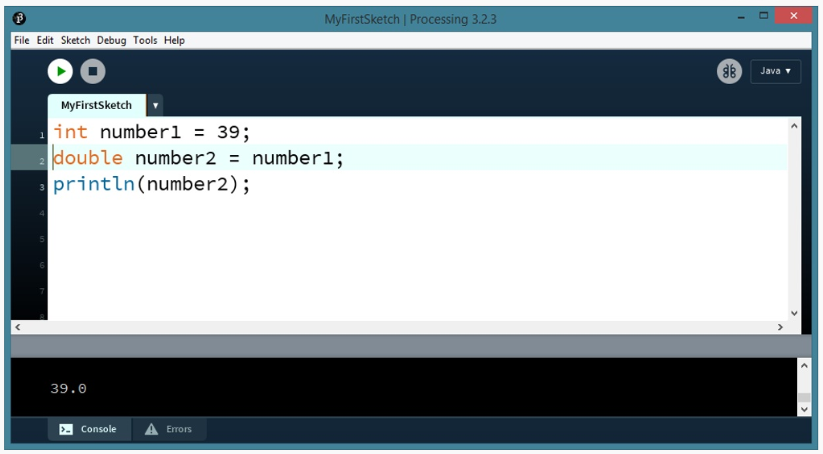 MyFirstSketch | Processing 3.2.3
File Edit Sketch Debug Tools Help
Java ▾
MyFirstSketch ▾
1 int number1 = 39;
2 double number2 = number1;
3 println(number2);
4
5
6
7
8
39.0
Console Errors